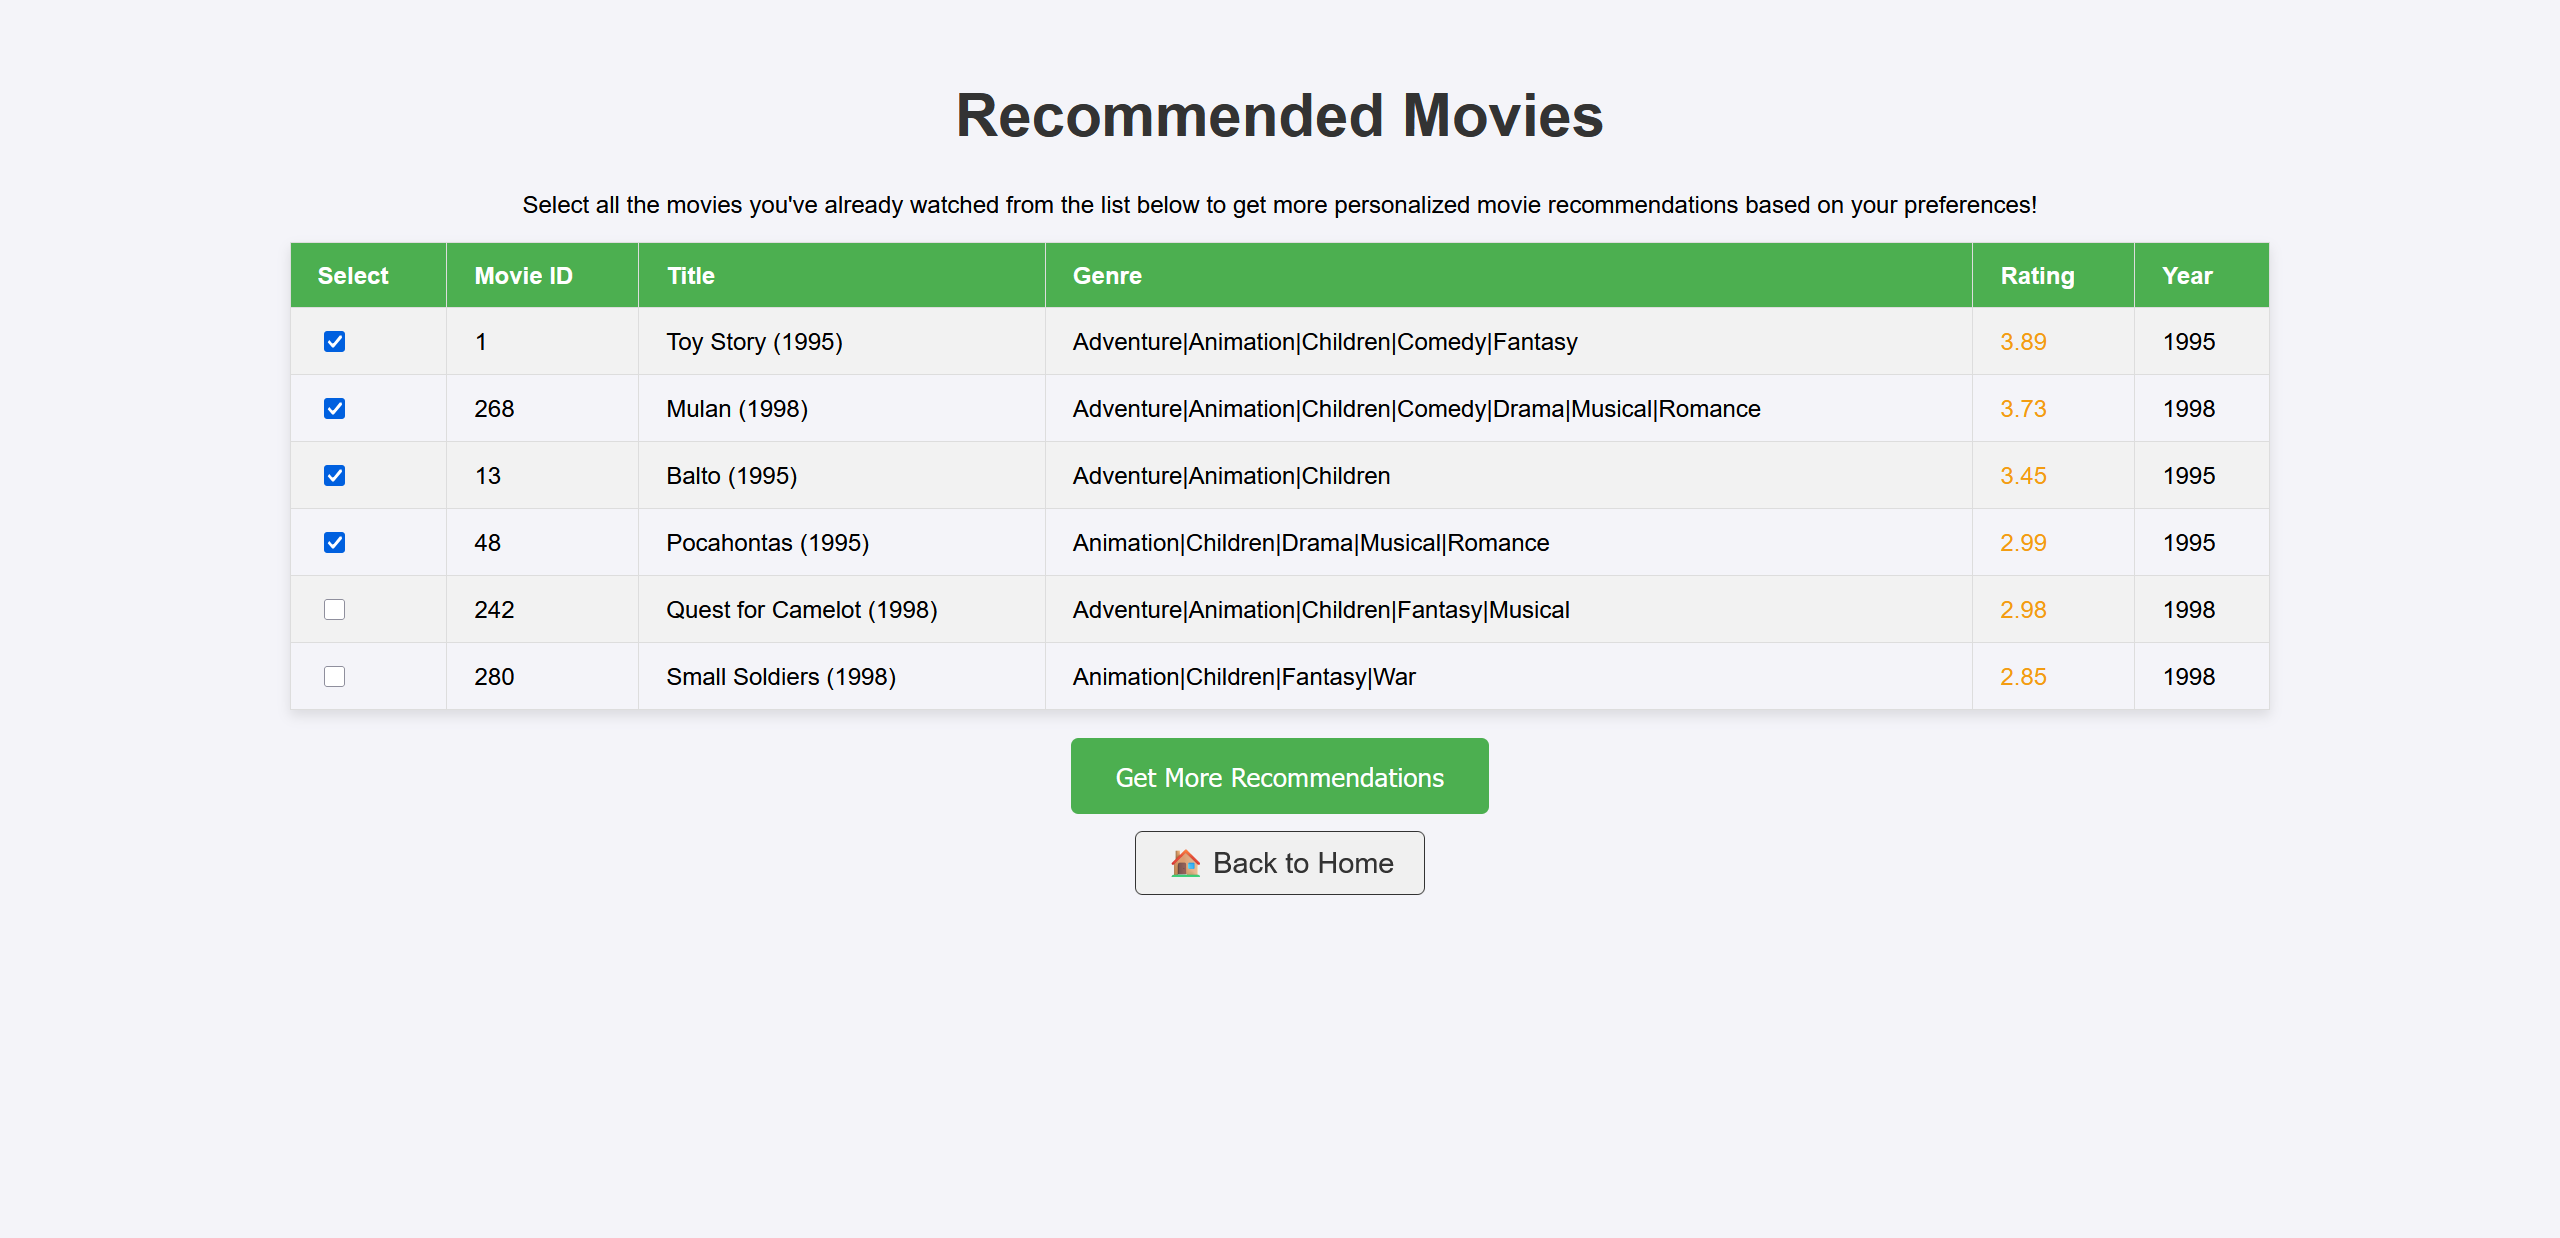 Recommended Movies
Select all the movies you've already watched from the list below to get more personalized movie recommendations based on your preferences!
Select Movie ID Title Genre Rating Year
1 Toy Story (1995) Adventure|Animation|Children|Comedy|Fantasy 3.89 1995
268 Mulan (1998) Adventure|Animation|Children|Comedy|Drama|Musical|Romance 3.73 1998
13 Balto (1995) Adventure|Animation|Children 3.45 1995
48 Pocahontas (1995) Animation|Children|Drama|Musical|Romance 2.99 1995
242 Quest for Camelot (1998) Adventure|Animation|Children|Fantasy|Musical 2.98 1998
280 Small Soldiers (1998) Animation|Children|Fantasy|War 2.85 1998
Get More Recommendations
Back to Home